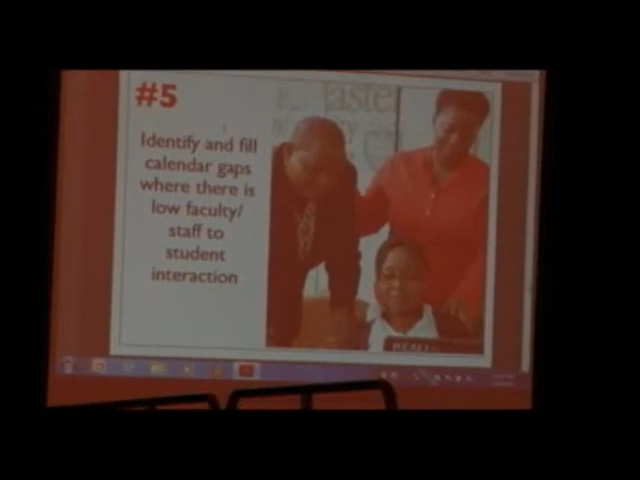 #5
Identify and fill
calendar gaps
where there is
low faculty/
staff to
student
interaction